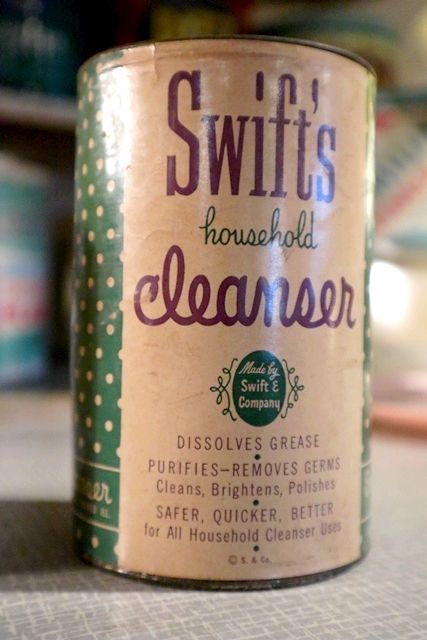 Swift's
household
cleanser
Made by
Swift &
Company
DISSOLVES GREASE
PURIFIES—REMOVES GERMS
Cleans, Brightens, Polishes
SAFER, QUICKER, BETTER
for All Household Cleanser Uses
© S. & Co.